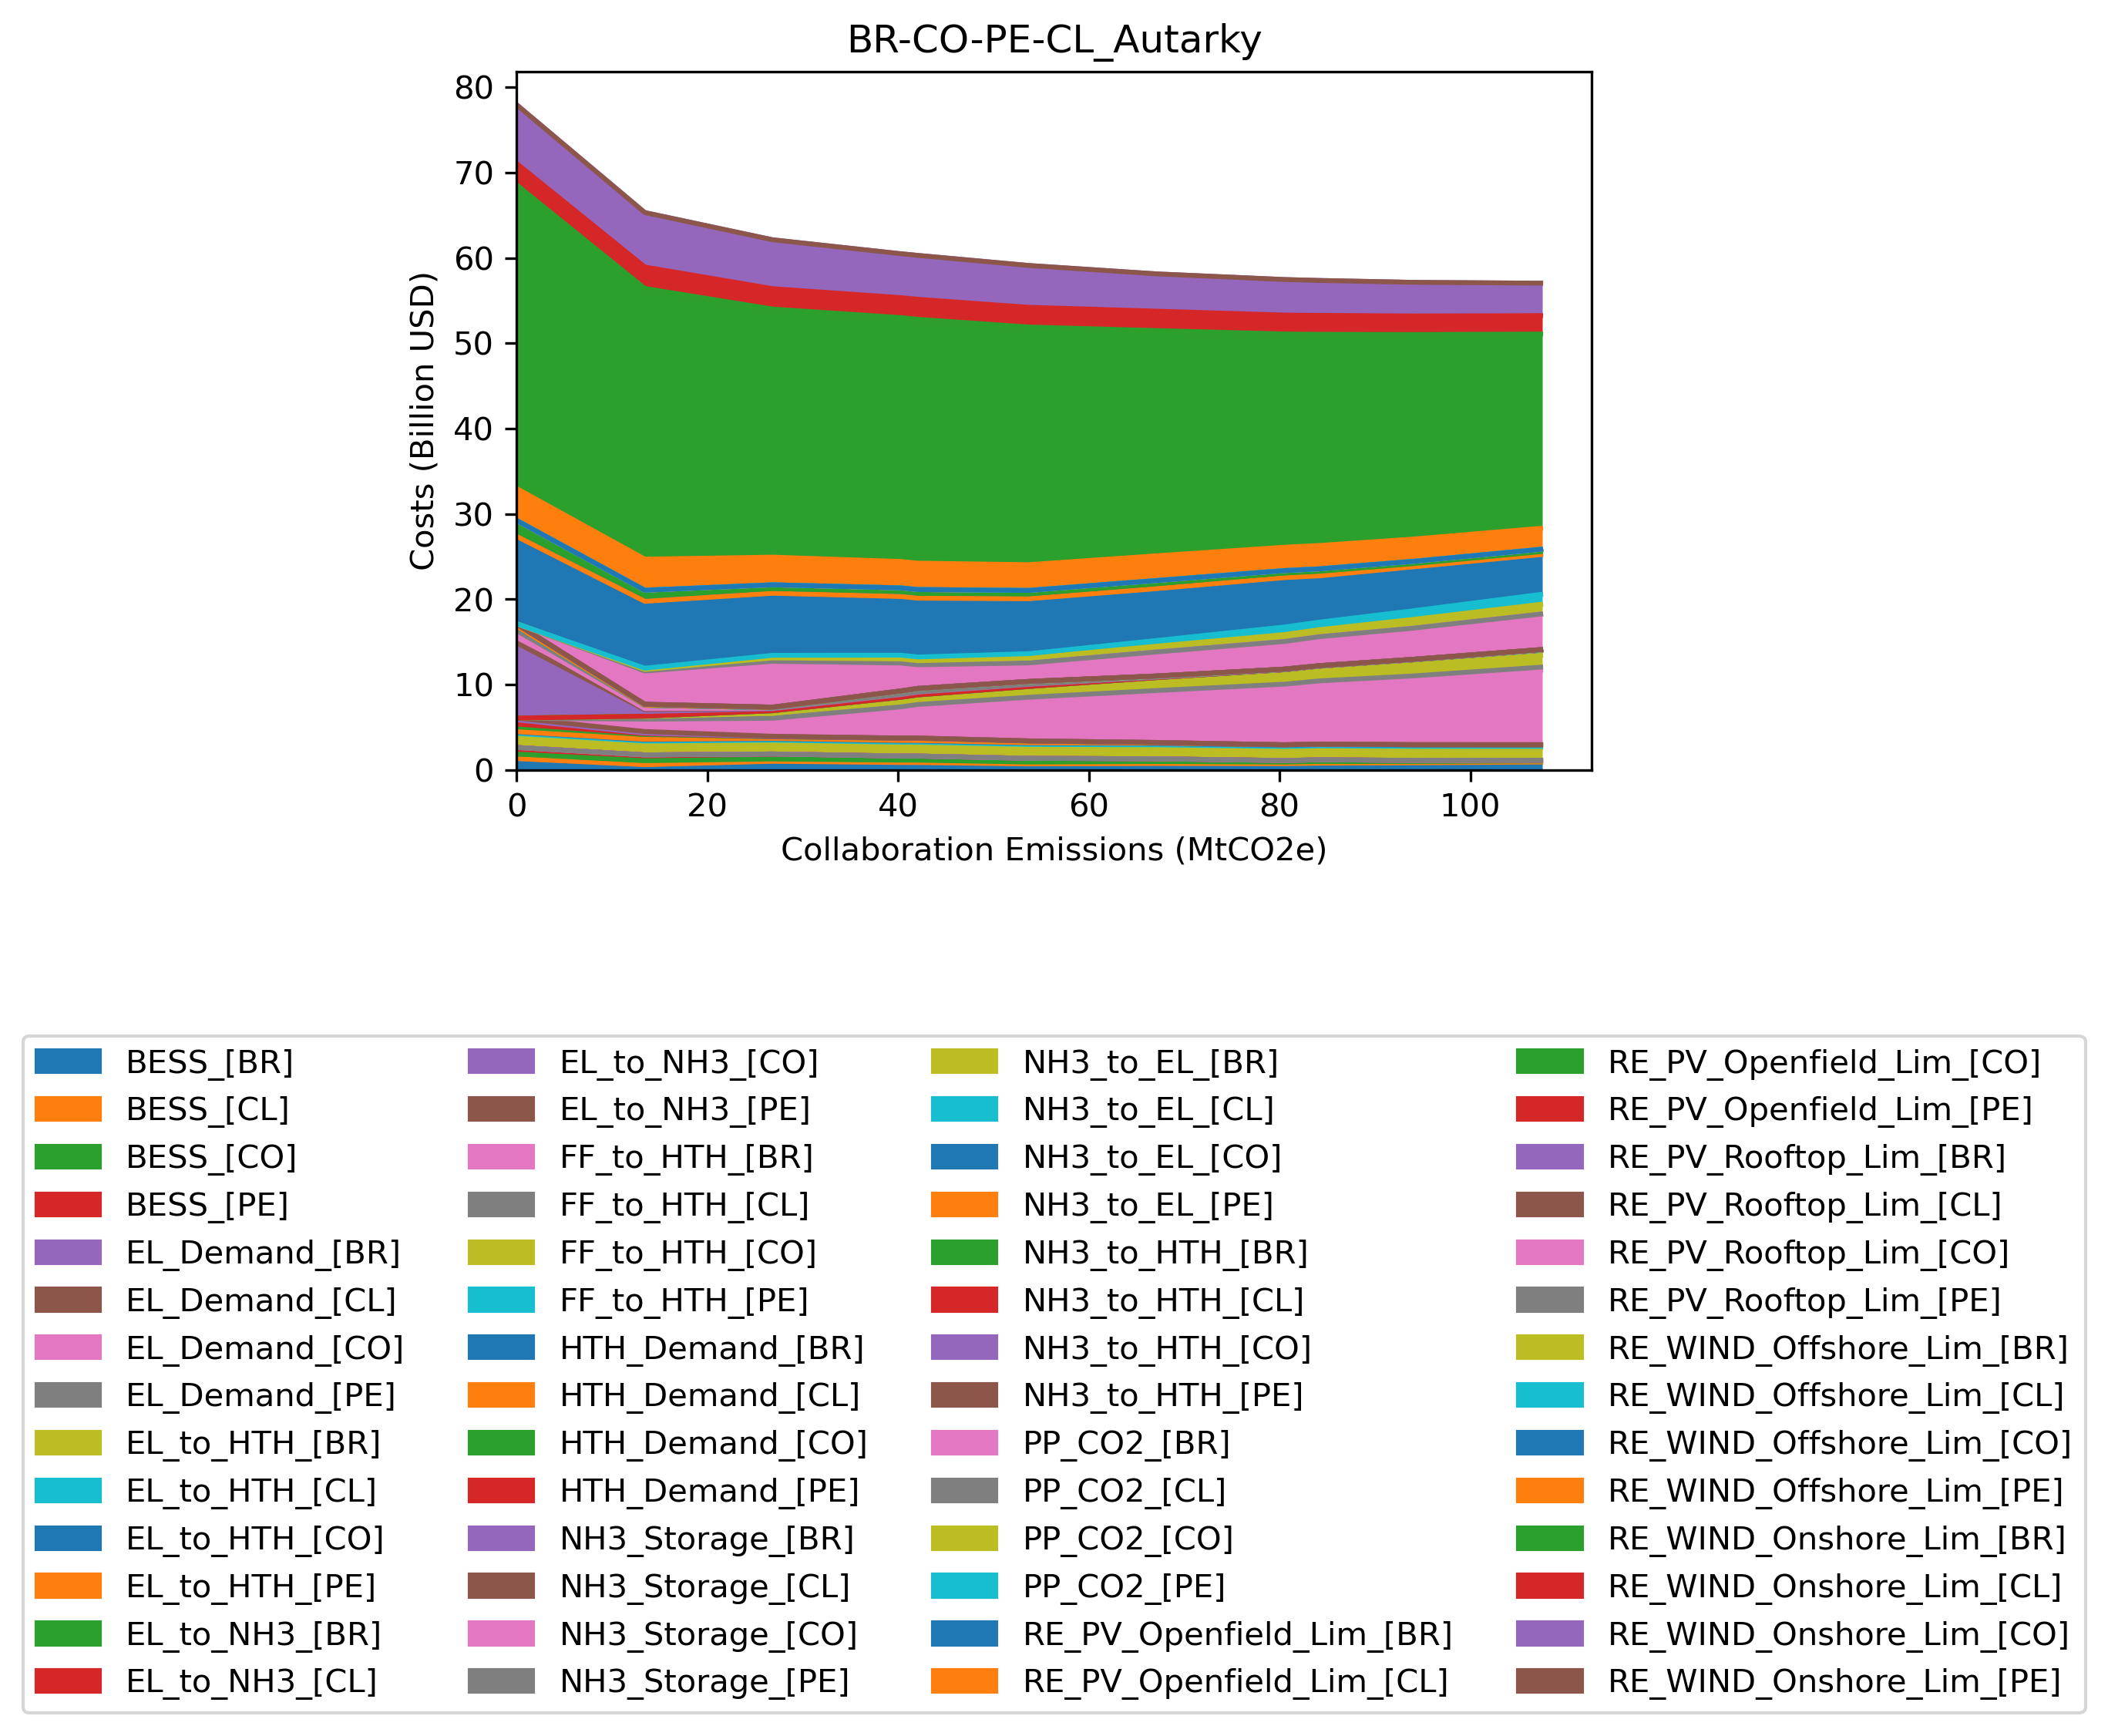 BR-CO-PE-CL_Autarky
80
70
60
50
40
30
20
10
0
Costs (Billion USD)
0 20 40 60 80 100
Collaboration Emissions (MtCO2e)
BESS_[BR]
BESS_[CL]
BESS_[CO]
BESS_[PE]
EL_Demand_[BR]
EL_Demand_[CL]
EL_Demand_[CO]
EL_Demand_[PE]
EL_to_HTH_[BR]
EL_to_HTH_[CL]
EL_to_HTH_[CO]
EL_to_HTH_[PE]
EL_to_NH3_[BR]
EL_to_NH3_[CL]
EL_to_NH3_[CO]
EL_to_NH3_[PE]
FF_to_HTH_[BR]
FF_to_HTH_[CL]
FF_to_HTH_[CO]
FF_to_HTH_[PE]
HTH_Demand_[BR]
HTH_Demand_[CL]
HTH_Demand_[CO]
HTH_Demand_[PE]
NH3_Storage_[BR]
NH3_Storage_[CL]
NH3_Storage_[CO]
NH3_Storage_[PE]
NH3_to_EL_[BR]
NH3_to_EL_[CL]
NH3_to_EL_[CO]
NH3_to_EL_[PE]
NH3_to_HTH_[BR]
NH3_to_HTH_[CL]
NH3_to_HTH_[CO]
NH3_to_HTH_[PE]
PP_CO2_[BR]
PP_CO2_[CL]
PP_CO2_[CO]
PP_CO2_[PE]
RE_PV_Openfield_Lim_[BR]
RE_PV_Openfield_Lim_[CL]
RE_PV_Openfield_Lim_[CO]
RE_PV_Openfield_Lim_[PE]
RE_PV_Rooftop_Lim_[BR]
RE_PV_Rooftop_Lim_[CL]
RE_PV_Rooftop_Lim_[CO]
RE_PV_Rooftop_Lim_[PE]
RE_WIND_Offshore_Lim_[BR]
RE_WIND_Offshore_Lim_[CL]
RE_WIND_Offshore_Lim_[CO]
RE_WIND_Offshore_Lim_[PE]
RE_WIND_Onshore_Lim_[BR]
RE_WIND_Onshore_Lim_[CL]
RE_WIND_Onshore_Lim_[CO]
RE_WIND_Onshore_Lim_[PE]